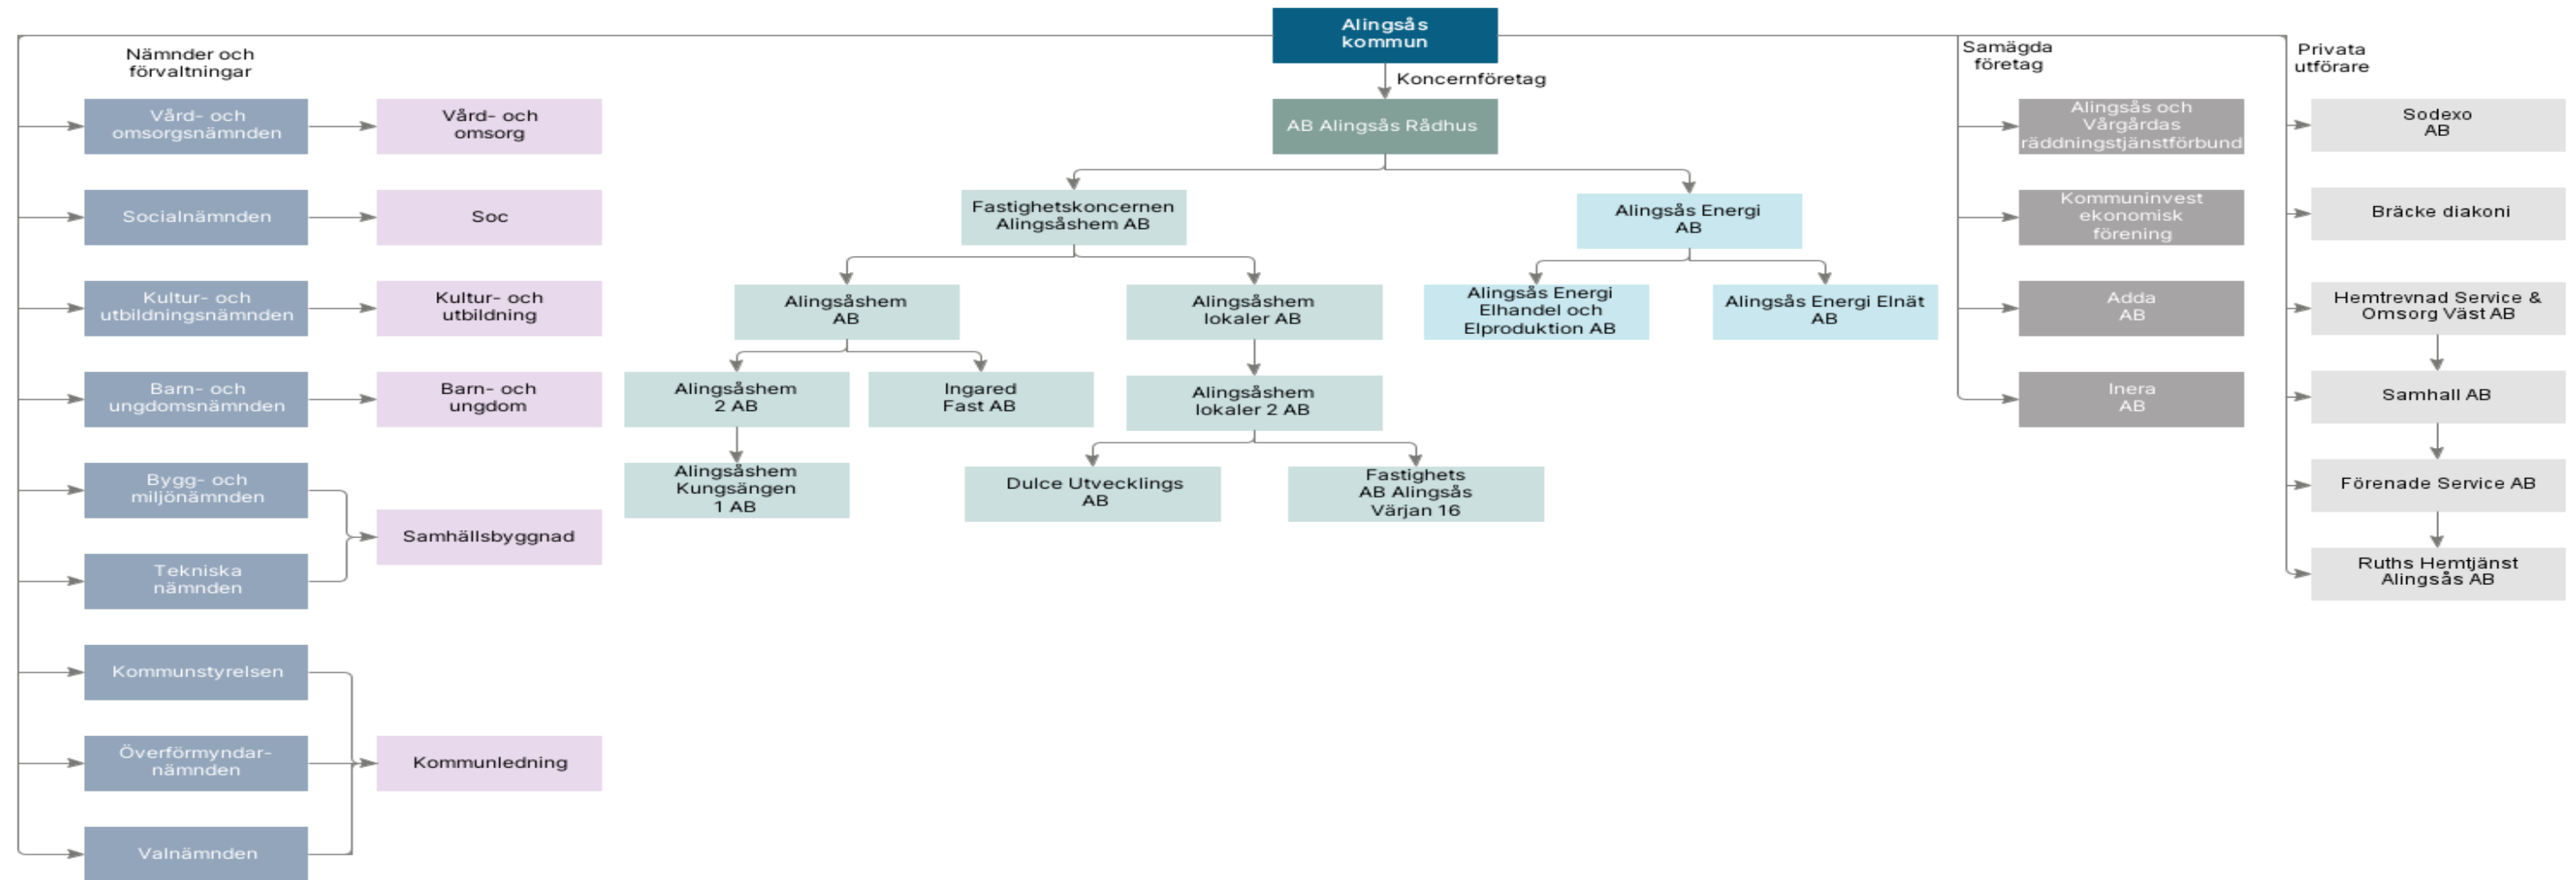 Alingsås
kommun
Nämnder och
förvaltningar
Koncernföretag
Samägda
företag
Privata
utförare
Vård- och
omsorgsnämnden
Vård- och
omsorg
Socialnämnden
Soc
Kultur- och
utbildningsnämnden
Kultur- och
utbildning
Barn- och
ungdomsnämnden
Barn- och
ungdom
Bygg- och
miljönämnden
Tekniska
nämnden
Samhällsbyggnad
Kommunstyrelsen
Överförmyndar-
nämnden
Valnämnden
Kommunledning
AB Alingsås Rådhus
Fastighetskoncernen
Alingsåshem AB
Alingsås Energi
AB
Alingsåshem
AB
Alingsåshem
lokaler AB
Alingsås Energi
Elhandel och
Elproduktion AB
Alingsås Energi Elnät
AB
Alingsåshem
2 AB
Ingared
Fast AB
Alingsåshem
lokaler 2 AB
Alingsåshem
Kungsängen
1 AB
Dulce Utvecklings
AB
Fastighets
AB Alingsås
Värjan 16
Alingsås och
Vårgårdas
räddningstjänstförbund
Kommuninvest
ekonomisk
förening
Adda
AB
Inera
AB
Sodexo
AB
Bräcke diakoni
Hemtrevnad Service &
Omsorg Väst AB
Samhall AB
Förenade Service AB
Ruths Hemtjänst
Alingsås AB